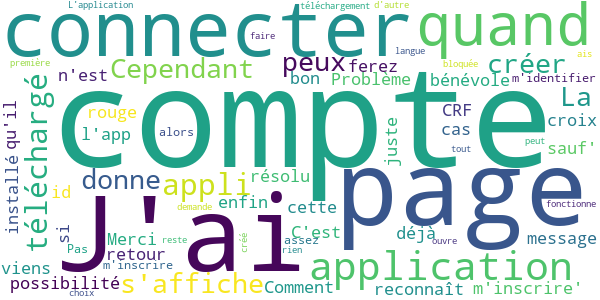 L'application
téléchargement
d'autre
connecter
quand
faire
langue
ais
première
n'est
Cependant
peux
ferez
bloquée
créer
m'identifier
bon
Problème
bénévole
téléchargé
qu'il
installé
compte
rouge
l'app
alors
CRF
cas
La
croix
juste
tout
peut
sauf'
id
donne
appli
résolu
page
si
J'ai
enfin
cette
demande
fonctionne
Merci
C'est
déjà
message
Pas
retour
créé
reste
assez
rien
ouvre
viens
m'inscrire
possibilité
s'affiche
Comment
application
reconnaît
m'inscrire'
choix